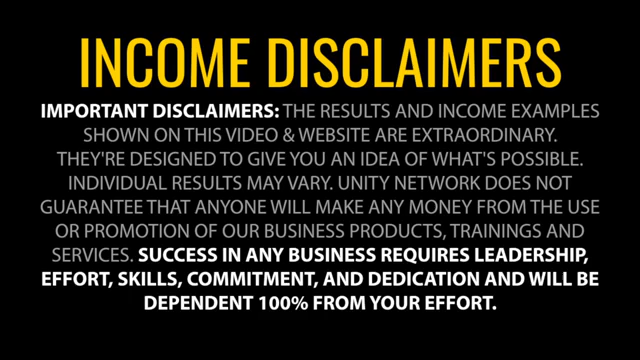 INCOME DISCLAIMERS
IMPORTANT DISCLAIMERS: THE RESULTS AND INCOME EXAMPLES
SHOWN ON THIS VIDEO & WEBSITE ARE EXTRAORDINARY.
THEY'RE DESIGNED TO GIVE YOU AN IDEA OF WHAT'S POSSIBLE.
INDIVIDUAL RESULTS MAY VARY. UNITY NETWORK DOES NOT
GUARANTEE THAT ANYONE WILL MAKE ANY MONEY FROM THE USE
OR PROMOTION OF OUR BUSINESS PRODUCTS, TRAININGS AND
SERVICES. SUCCESS IN ANY BUSINESS REQUIRES LEADERSHIP,
EFFORT, SKILLS, COMMITMENT, AND DEDICATION AND WILL BE
DEPENDENT 100% FROM YOUR EFFORT.